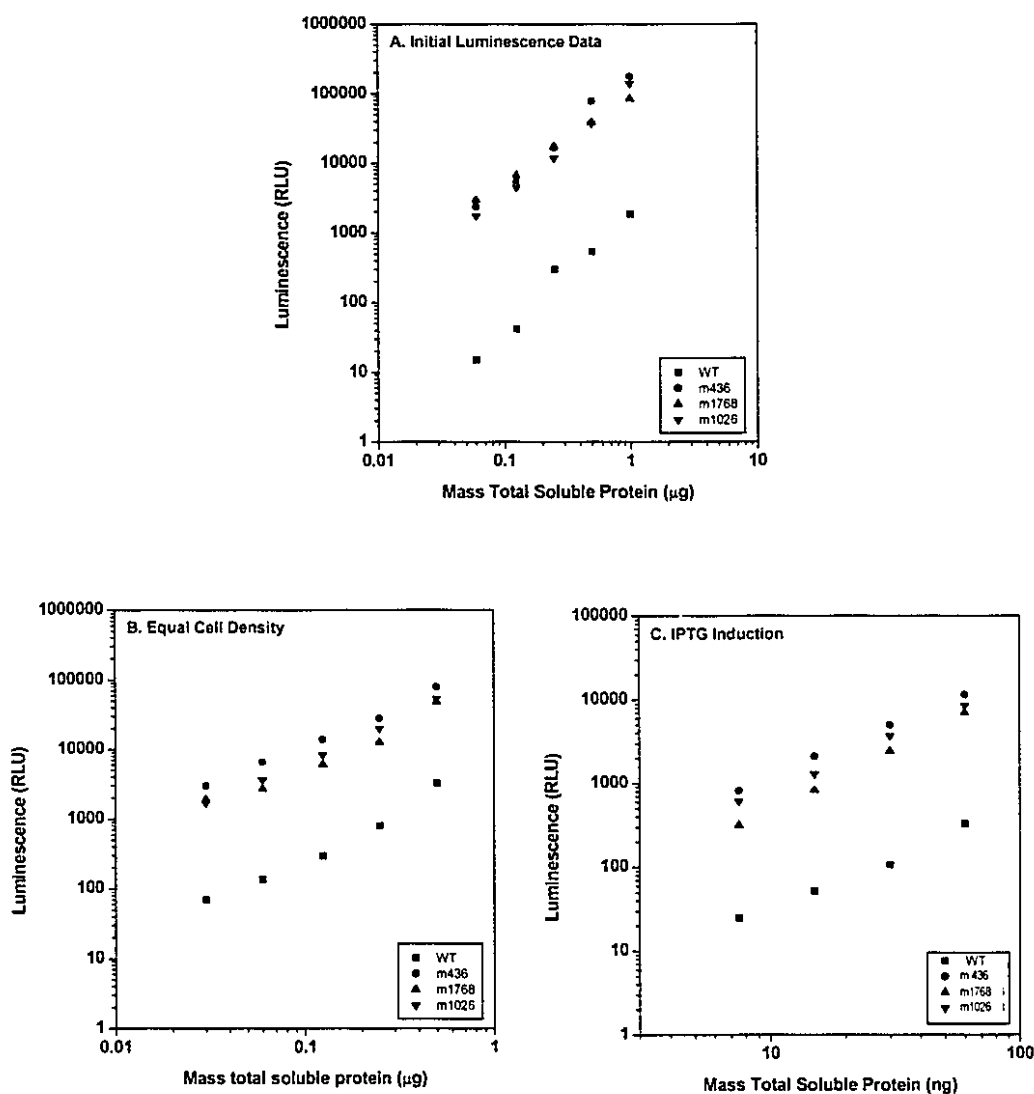 A. Initial Luminescence Data
1000000
100000
10000
1000
100
10
1
Luminescence (RLU)
WT
m436
m1768
m1026
0.01
0.1
1
10
Mass Total Soluble Protein (µg)
B. Equal Cell Density
1000000
100000
10000
1000
100
10
1
Luminescence (RLU)
WT
m436
m1768
m1026
0.01
0.1
1
Mass total soluble protein (µg)
C. IPTG Induction
100000
10000
1000
100
10
1
Luminescence (RLU)
WT
m436
m1768
m1026
10
100
Mass Total Soluble Protein (ng)